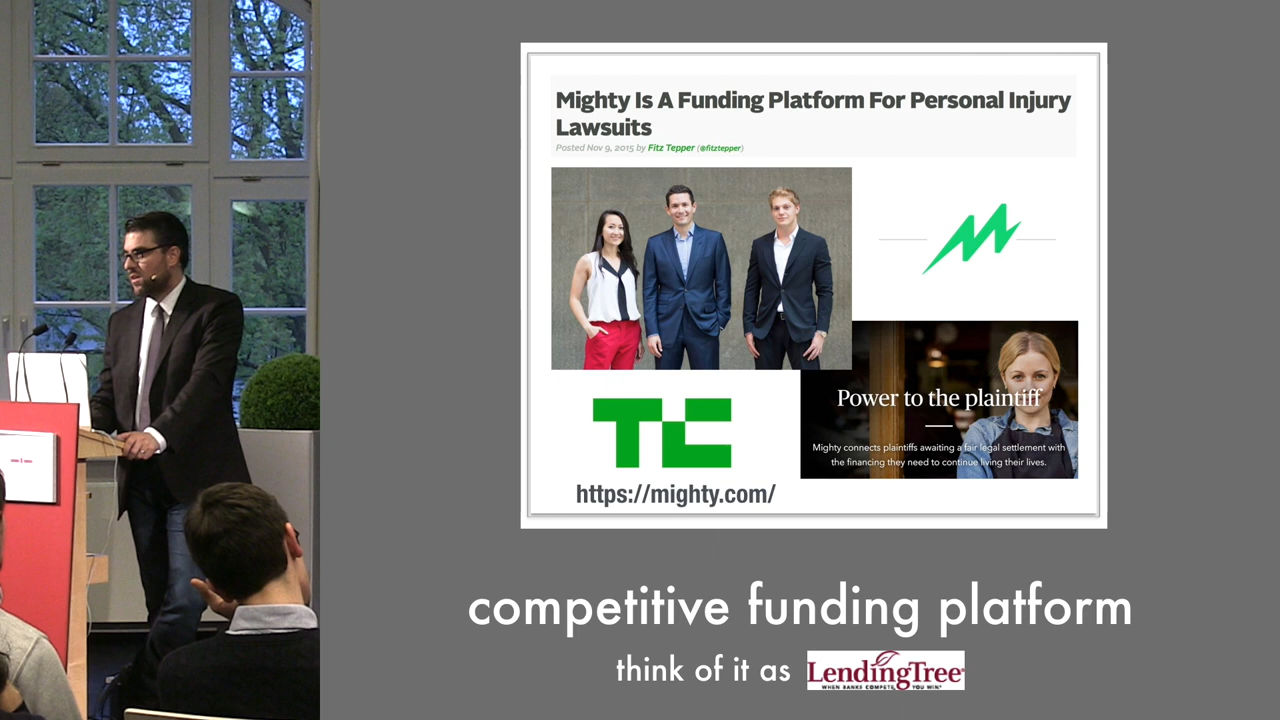 Mighty Is A Funding Platform For Personal Injury
Lawsuits
Posted Nov 9, 2015 by Fitz Tepper (@fitztepper)
TC
Power to the plaintiff
Mighty connects plaintiffs awaiting a fair legal settlement with
the financing they need to continue living their lives.
https://mighty.com/
competitive funding platform
think of it as LendingTree
WHEN BANKS COMPETE, YOU WIN.